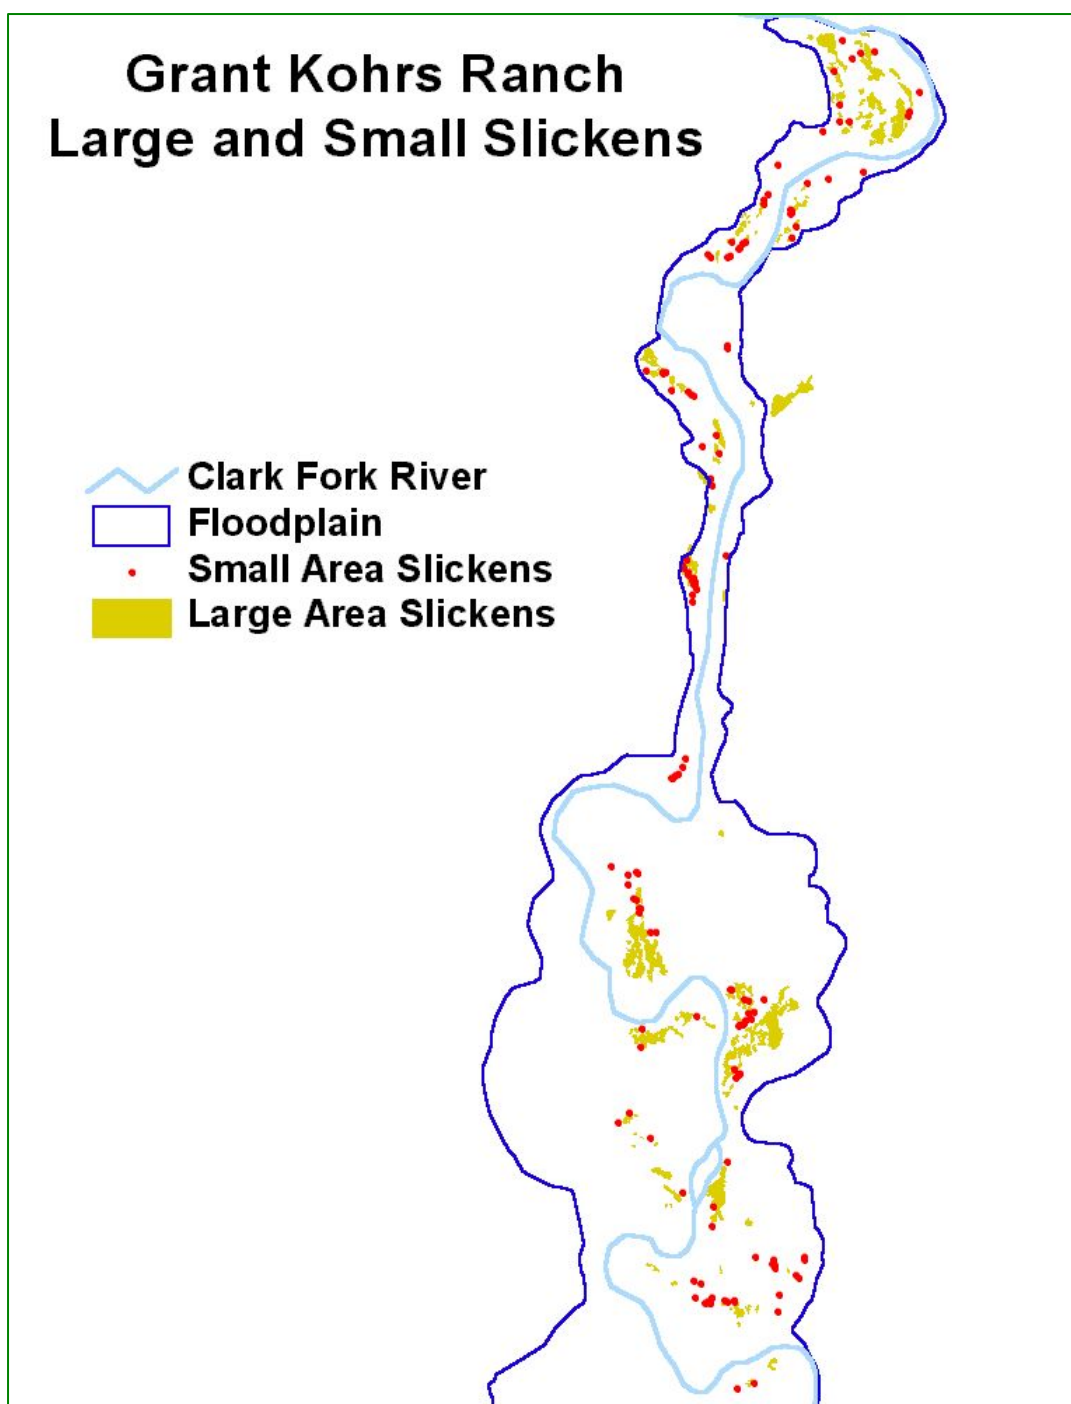 Grant Kohrs Ranch
Large and Small Slickens
Clark Fork River
Floodplain
Small Area Slickens
Large Area Slickens